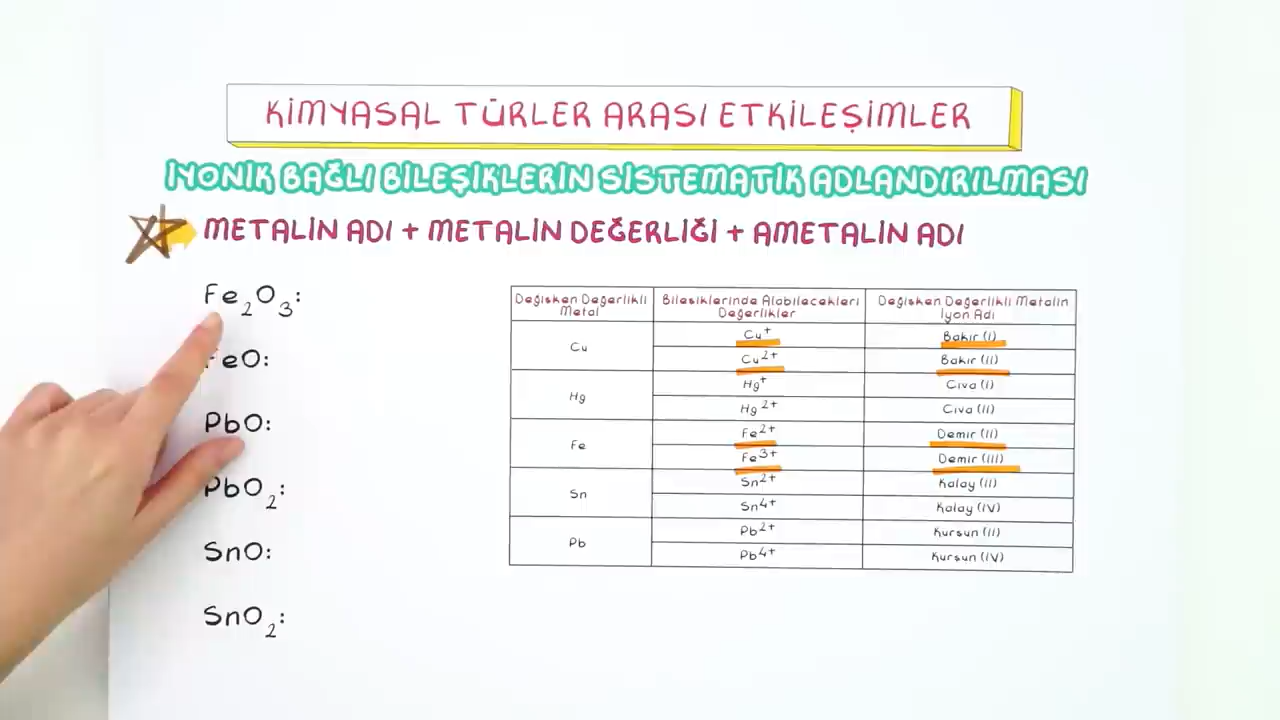 KİMYASAL TÜRLER ARASI ETKİLEŞİMLER
İYONİK BAĞLI BİLEŞİKLERİN SİSTEMATİK ADLANDIRILMASI
METALİN ADI + METALİN DEĞERLİĞİ + AMETALİN ADI
Fe₂O₃:
FeO:
PbO:
PbO₂:
SnO:
SnO₂:
Değişken Değerlikli Metal
Bileşiklerinde Alabilecekleri Değerlikler
Değişken Değerlikli Metalin İyon Adı
Cu
Cu⁺
Bakır (I)
Cu²⁺
Bakır (II)
Hg
Hg⁺
Cıva (I)
Hg²⁺
Cıva (II)
Fe
Fe²⁺
Demir (II)
Fe³⁺
Demir (III)
Sn
Sn²⁺
Kalay (II)
Sn⁴⁺
Kalay (IV)
Pb
Pb²⁺
Kurşun (II)
Pb⁴⁺
Kurşun (IV)